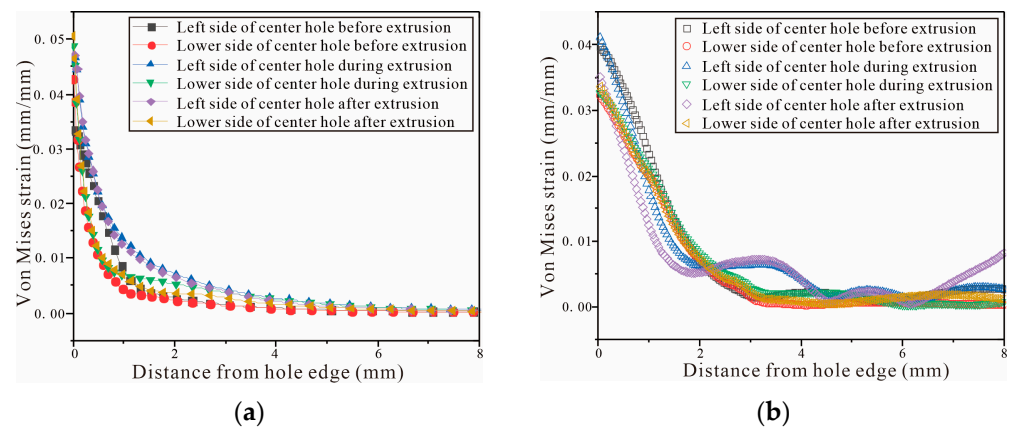 (a)
0. 05
0. 04
0. 03
0. 02
0. 01
0. 00
Von Mises strain (mm/mm)
Left side of center hole before extrusion
Lower side of center hole before extrusion
Left side of center hole during extrusion
Lower side of center hole during extrusion
Left side of center hole after extrusion
Lower side of center hole after extrusion
0 2 4 6 8
Distance from hole edge (mm)
(a)
(b)
0. 04
0. 03
0. 02
0. 01
0. 00
Von Mises strain (mm/mm)
Left side of center hole before extrusion
Lower side of center hole before extrusion
Left side of center hole during extrusion
Lower side of center hole during extrusion
Left side of center hole after extrusion
Lower side of center hole after extrusion
0 2 4 6 8
Distance from hole edge (mm)
(b)